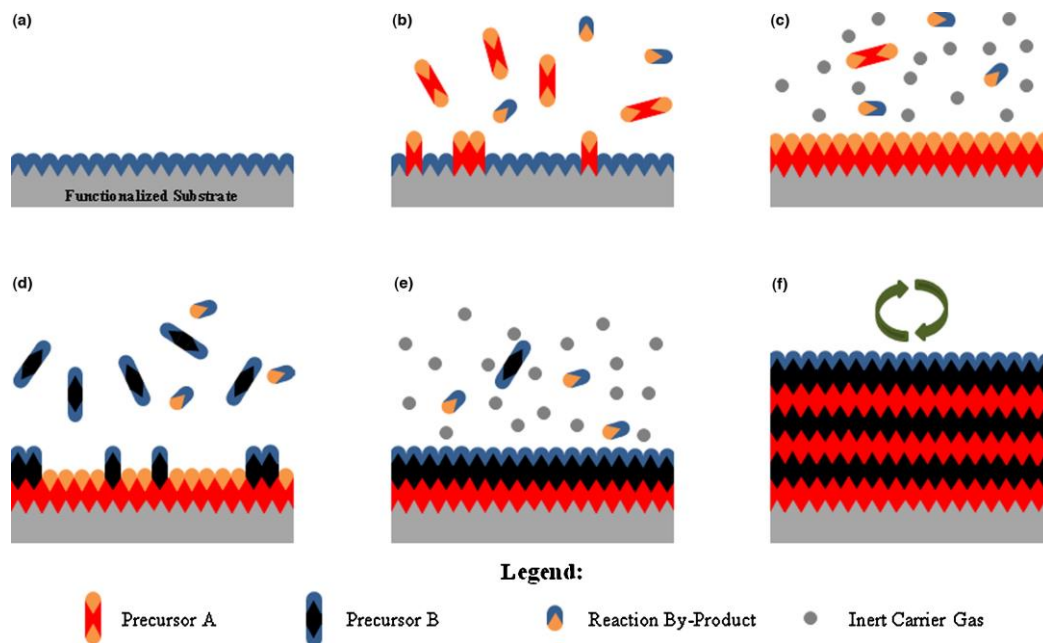 (a)
(b)
(c)
Functionalized Substrate
(d)
(e)
(f)
Legend:
Precursor A
Precursor B
Reaction By-Product
Inert Carrier Gas